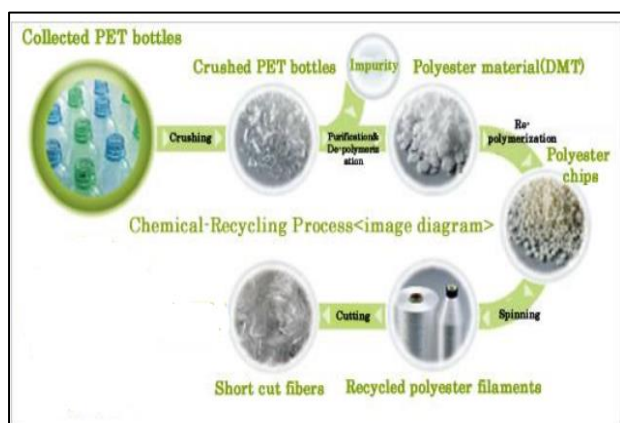 Collected PET bottles
Crushed PET bottles
Impurity
Polyester material(DMT)
Crushing
Purification&
De-polymeriz
ation
Re-
polymerization
Polyester
chips
Chemical-Recycling Process<image diagram>
Cutting
Spinning
Short cut fibers
Recycled polyester filaments